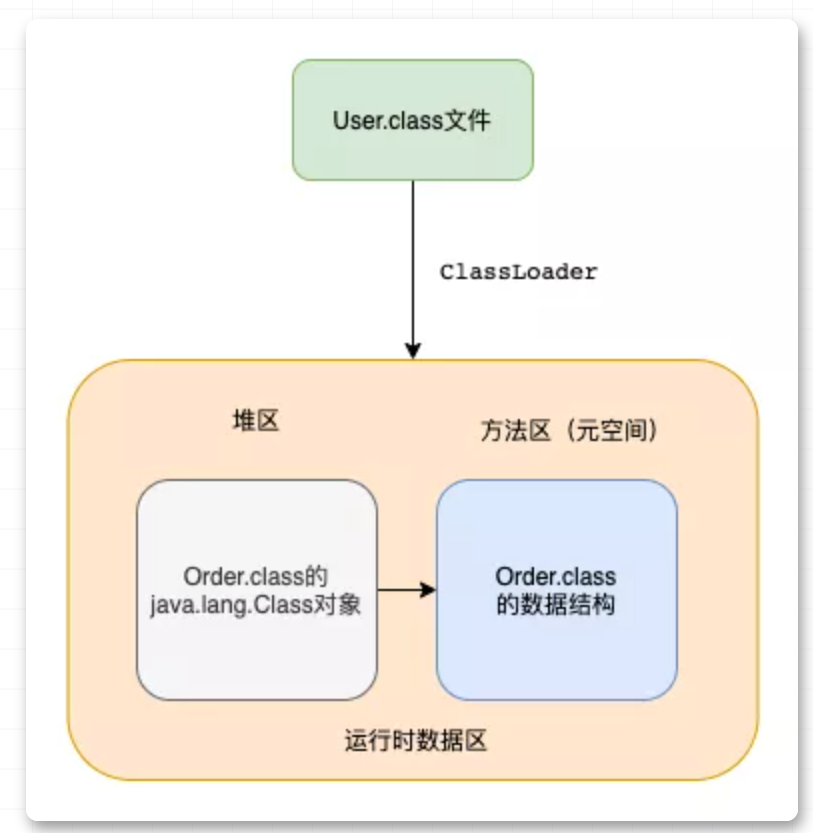 User.class文件
ClassLoader
堆区
方法区（元空间）
Order.class的
java.lang.Class对象
Order.class
的数据结构
运行时数据区